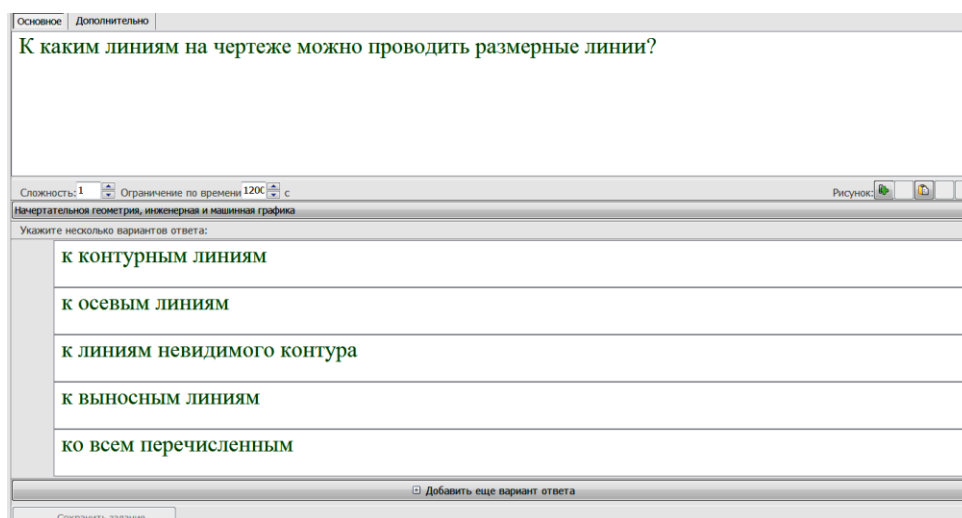 Основное Дополнительно
К каким линиям на чертеже можно проводить размерные линии?
Сложность: 1 Ограничение по времени 1200 с Рисунок:
Начертательная геометрия, инженерная и машинная графика
Укажите несколько вариантов ответа:
к контурным линиям
к осевым линиям
к линиям невидимого контура
к выносным линиям
ко всем перечисленным
Добавить еще вариант ответа
Сохранить задание